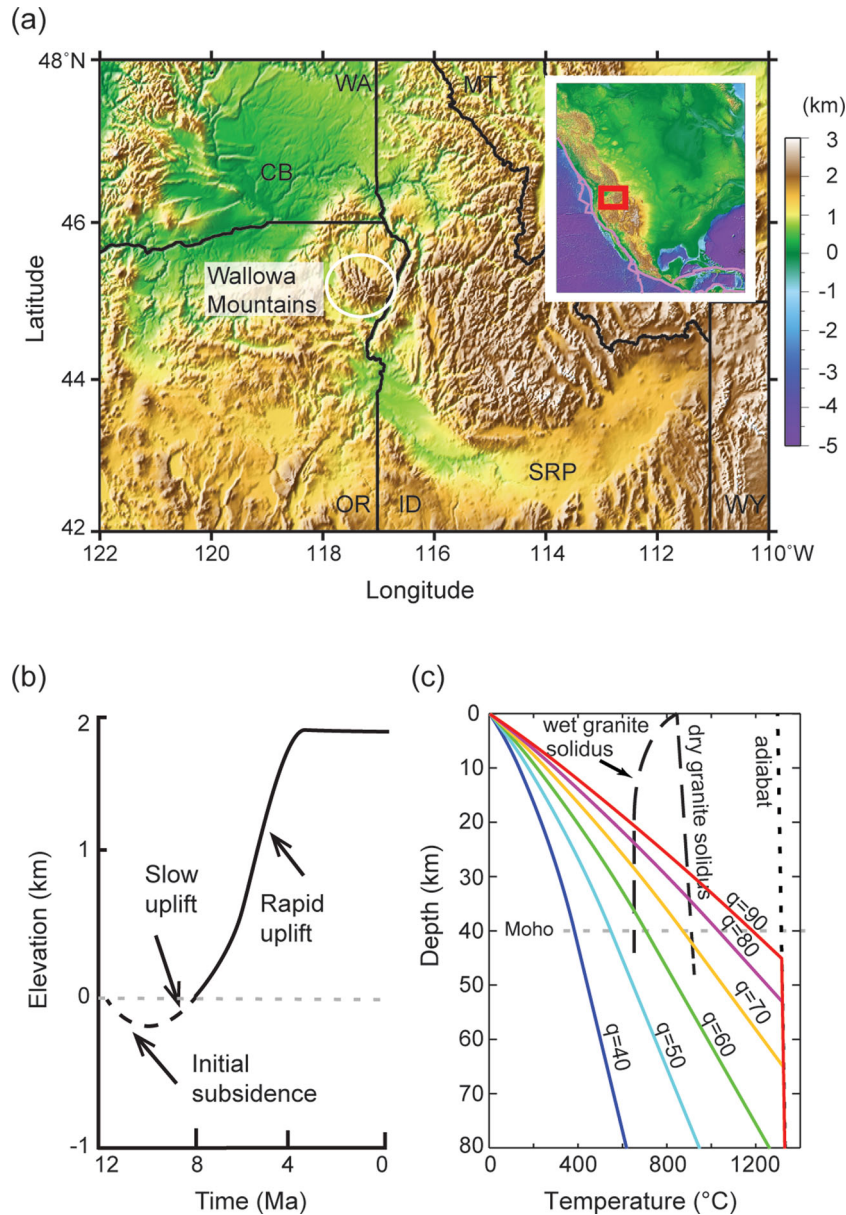 (a)
48°N
46
44
42
Latitude
122
120
118
116
114
112
110°W
Longitude
WA
MT
CB
Wallowa
Mountains
SRP
OR
ID
WY
(km)
3
2
1
0
-1
-2
-3
-4
-5
(b)
2
1
0
-1
Elevation (km)
12
8
4
0
Time (Ma)
Slow
uplift
Rapid
uplift
Initial
subsidence
(c)
0
10
20
30
40
50
60
70
80
Depth (km)
0
400
800
1200
Temperature (°C)
wet granite
solidus
dry granite solidus
adiabat
Moho
q=90
q=80
q=70
q=60
q=50
q=40